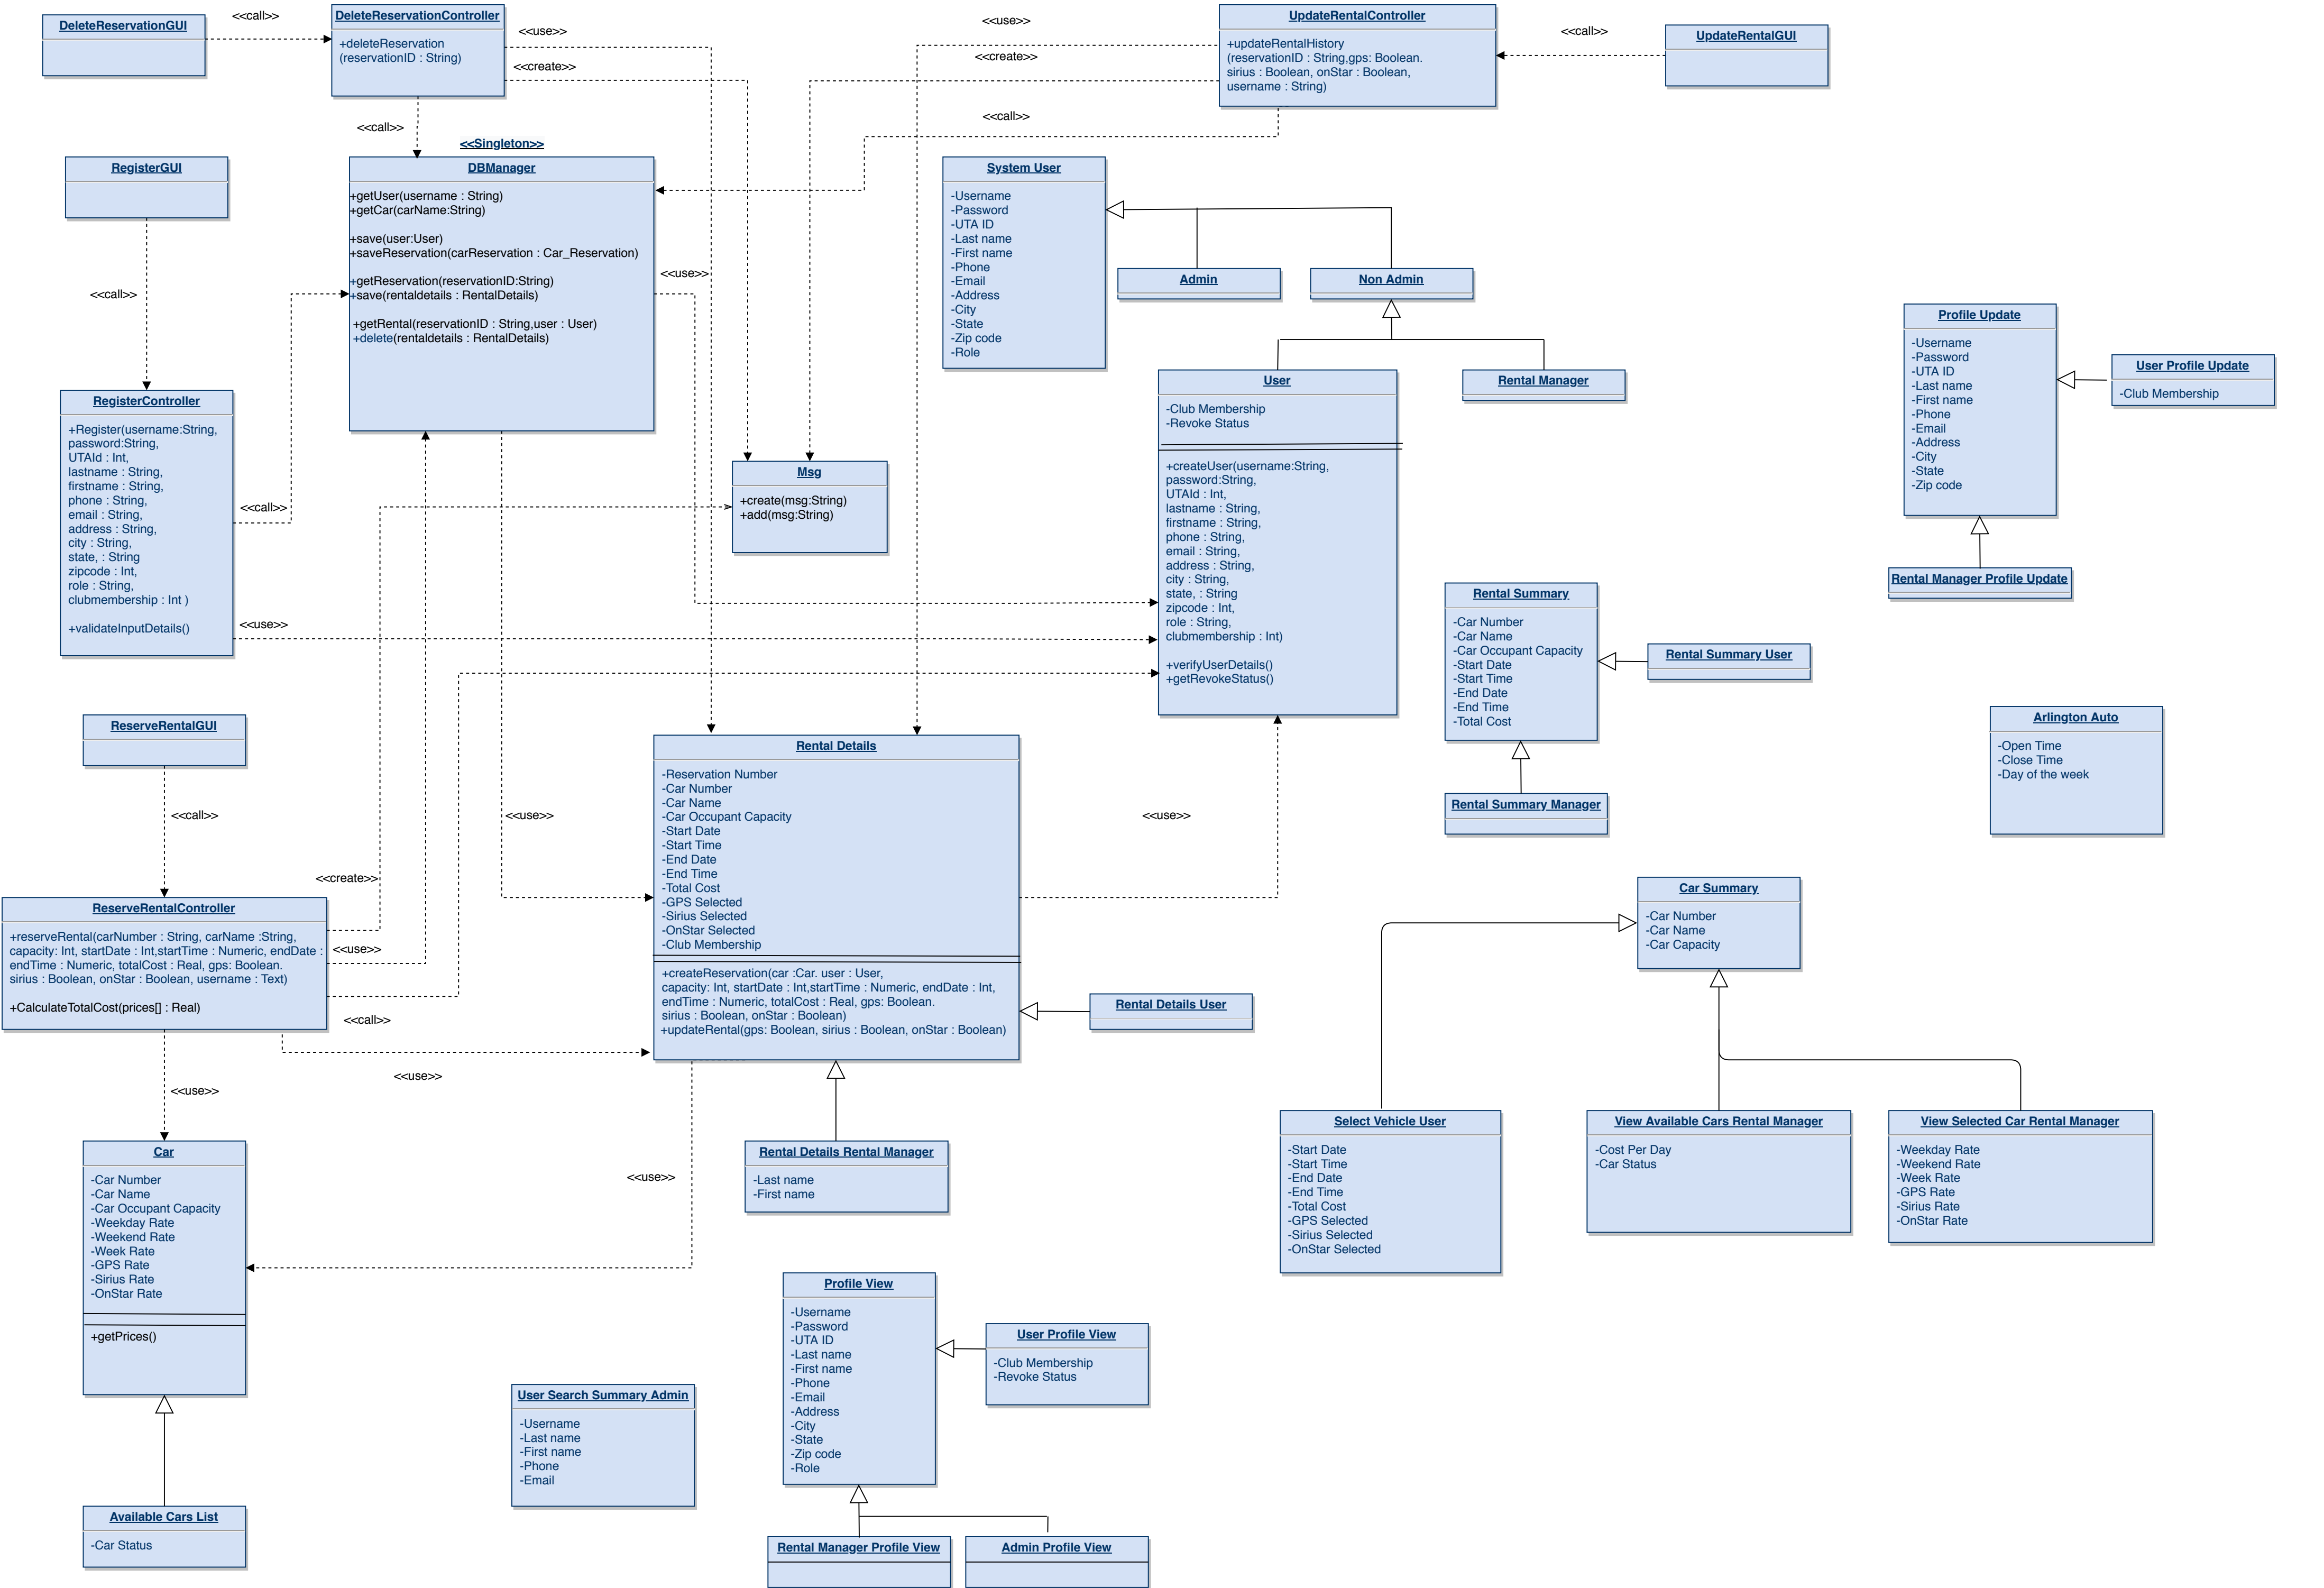 DeleteReservationGUI
<<call>>
DeleteReservationController
+deleteReservation
(reservationID : String)
<<use>>
<<create>>
<<call>>
<<use>>
<<create>>
<<call>>
UpdateRentalController
+updateRentalHistory
(reservationID : String,gps: Boolean.
sirius : Boolean, onStar : Boolean,
username : String)
<<call>>
UpdateRentalGUI
RegisterGUI
<<call>>
<<Singleton>>
DBManager
+getUser(username : String)
+getCar(carName:String)
+save(user:User)
+saveReservation(carReservation : Car_Reservation)
+getReservation(reservationID:String)
+save(rentaldetails : RentalDetails)
+getRental(reservationID : String,user : User)
+delete(rentaldetails : RentalDetails)
<<use>>
System User
-Username
-Password
-UTA ID
-Last name
-First name
-Phone
-Email
-Address
-City
-State
-Zip code
-Role
Admin
Non Admin
User
-Club Membership
-Revoke Status
+createUser(username:String,
password:String,
UTAId : Int,
lastname : String,
firstname : String,
phone : String,
email : String,
address : String,
city : String,
state, : String
zipcode : Int,
role : String,
clubmembership : Int)
+verifyUserDetails()
+getRevokeStatus()
Rental Manager
Profile Update
-Username
-Password
-UTA ID
-Last name
-First name
-Phone
-Email
-Address
-City
-State
-Zip code
User Profile Update
-Club Membership
Rental Manager Profile Update
RegisterController
+Register(username:String,
password:String,
UTAId : Int,
lastname : String,
firstname : String,
phone : String,
email : String,
address : String,
city : String,
state, : String
zipcode : Int,
role : String,
clubmembership : Int )
+validateInputDetails()
<<call>>
<<use>>
Msg
+create(msg:String)
+add(msg:String)
Rental Summary
-Car Number
-Car Name
-Car Occupant Capacity
-Start Date
-Start Time
-End Date
-End Time
-Total Cost
Rental Summary User
Rental Summary Manager
Arlington Auto
-Open Time
-Close Time
-Day of the week
ReserveRentalGUI
<<call>>
<<create>>
ReserveRentalController
+reserveRental(carNumber : String, carName :String,
capacity: Int, startDate : Int,startTime : Numeric, endDate :
endTime : Numeric, totalCost : Real, gps: Boolean.
sirius : Boolean, onStar : Boolean, username : Text)
+CalculateTotalCost(prices[] : Real)
<<use>>
<<call>>
<<use>>
<<use>>
<<use>>
Rental Details
-Reservation Number
-Car Number
-Car Name
-Car Occupant Capacity
-Start Date
-Start Time
-End Date
-End Time
-Total Cost
-GPS Selected
-Sirius Selected
-OnStar Selected
-Club Membership
+createReservation(car :Car. user : User,
capacity: Int, startDate : Int,startTime : Numeric, endDate : Int,
endTime : Numeric, totalCost : Real, gps: Boolean.
sirius : Boolean, onStar : Boolean)
+updateRental(gps: Boolean, sirius : Boolean, onStar : Boolean)
<<use>>
Rental Details User
Rental Details Rental Manager
-Last name
-First name
<<use>>
Car Summary
-Car Number
-Car Name
-Car Capacity
Select Vehicle User
-Start Date
-Start Time
-End Date
-End Time
-Total Cost
-GPS Selected
-Sirius Selected
-OnStar Selected
View Available Cars Rental Manager
-Cost Per Day
-Car Status
View Selected Car Rental Manager
-Weekday Rate
-Weekend Rate
-Week Rate
-GPS Rate
-Sirius Rate
-OnStar Rate
Car
-Car Number
-Car Name
-Car Occupant Capacity
-Weekday Rate
-Weekend Rate
-Week Rate
-GPS Rate
-Sirius Rate
-OnStar Rate
+getPrices()
Available Cars List
-Car Status
User Search Summary Admin
-Username
-Last name
-First name
-Phone
-Email
Profile View
-Username
-Password
-UTA ID
-Last name
-First name
-Phone
-Email
-Address
-City
-State
-Zip code
-Role
User Profile View
-Club Membership
-Revoke Status
Rental Manager Profile View
Admin Profile View